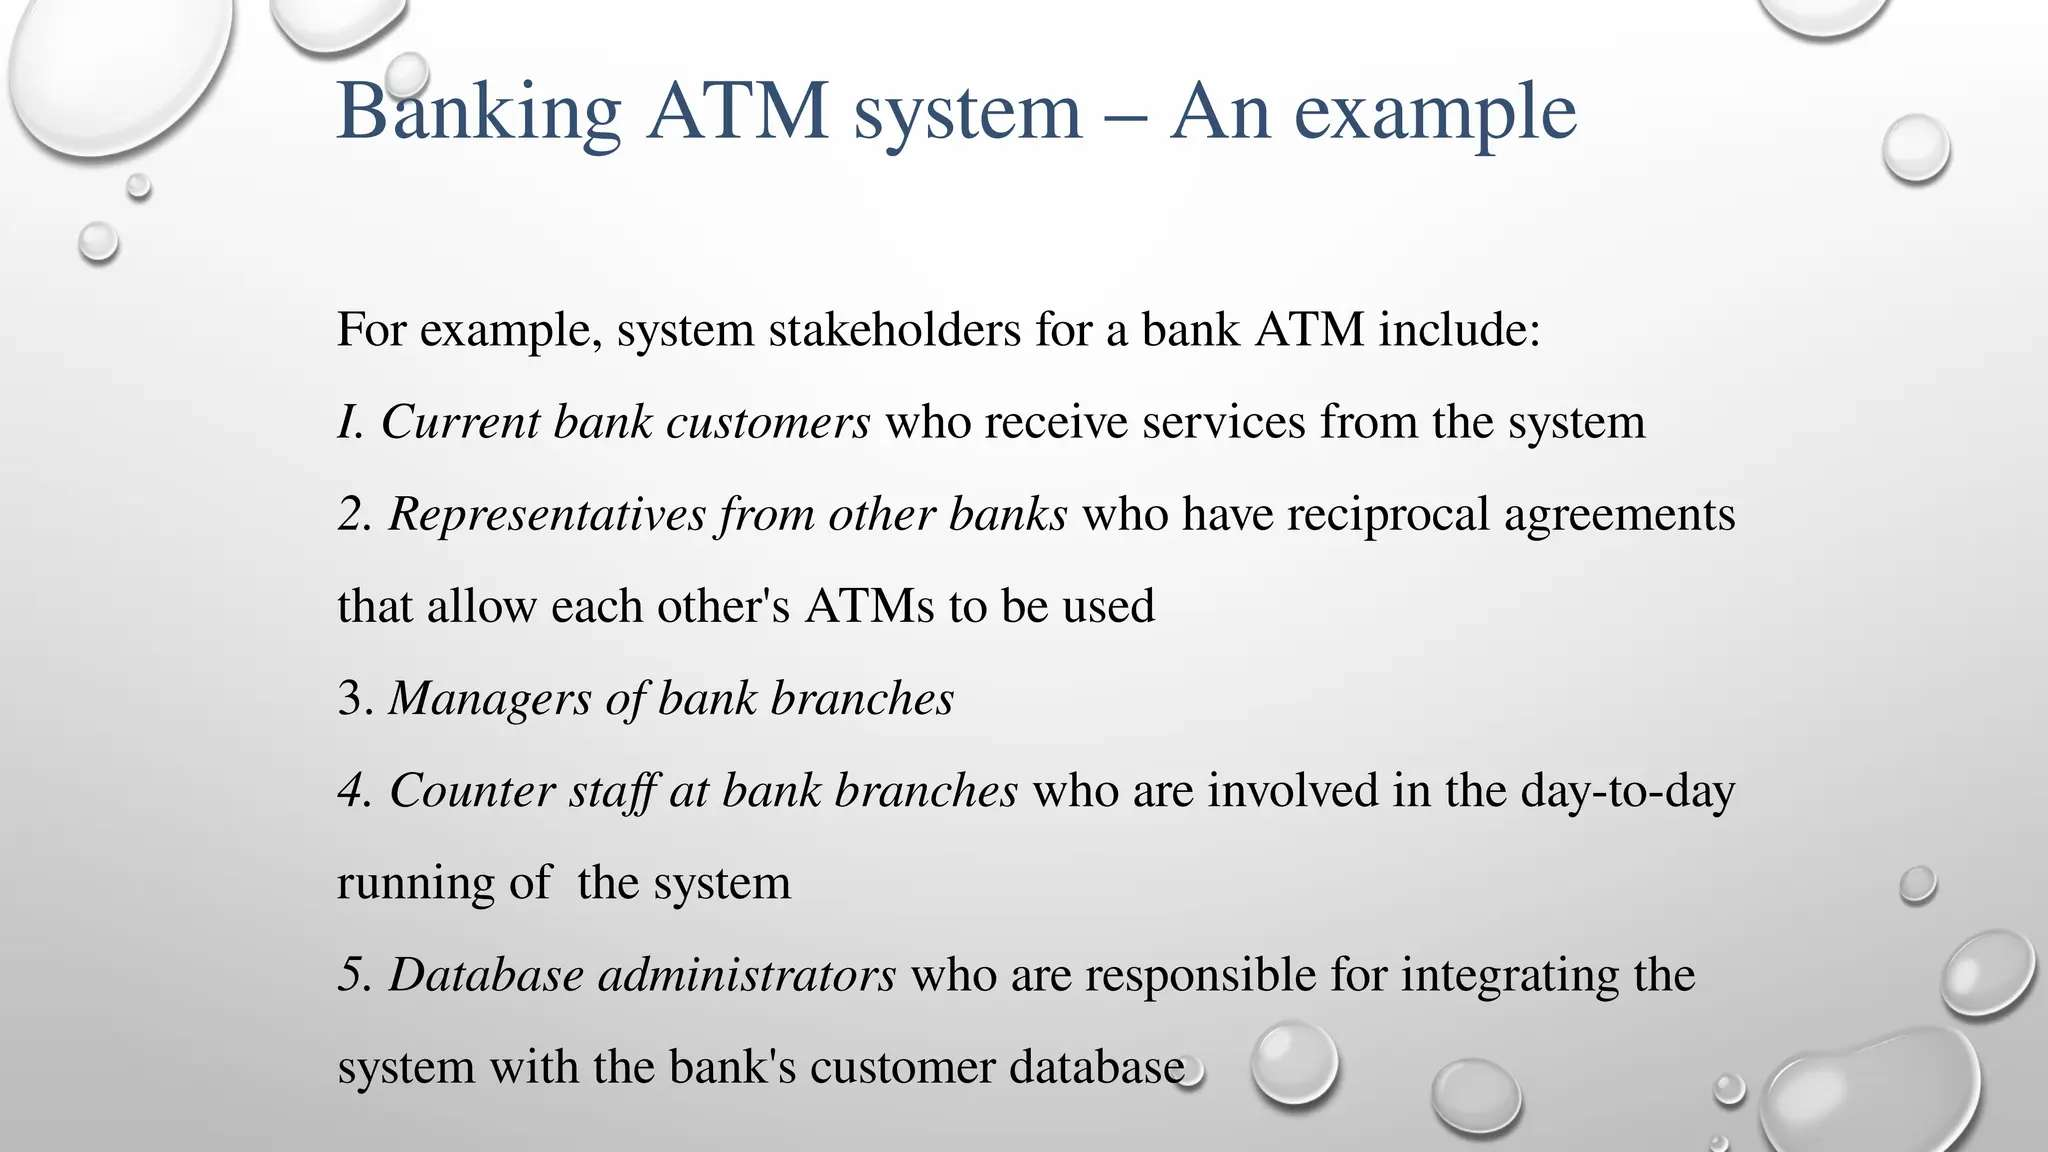 Banking ATM system – An example
For example, system stakeholders for a bank ATM include:
I. Current bank customers who receive services from the system
2. Representatives from other banks who have reciprocal agreements
that allow each other's ATMs to be used
3. Managers of bank branches
4. Counter staff at bank branches who are involved in the day-to-day
running of  the system
5. Database administrators who are responsible for integrating the
system with the bank's customer database